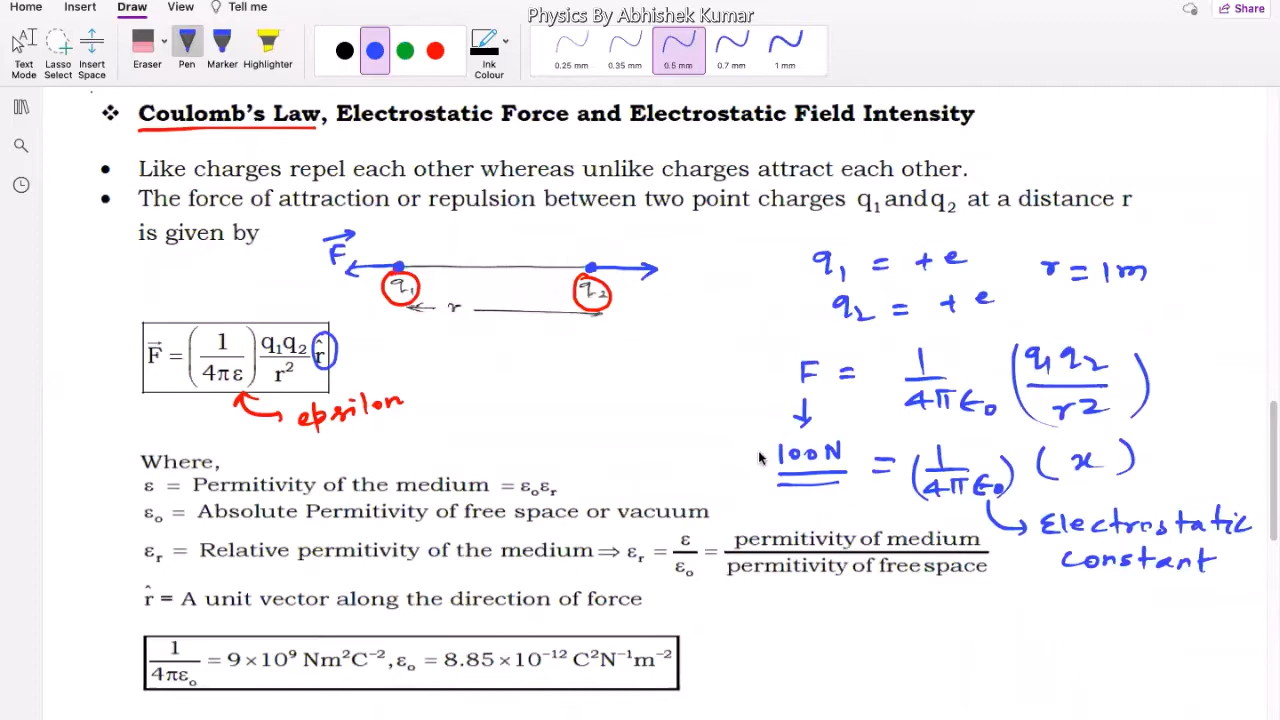 Home Insert Draw View Tell me
Physics By Abhishek Kumar
Share
Text Mode
Lasso Select
Insert Space
Eraser
Pen
Marker
Highlighter
Ink Colour
0.25 mm
0.35 mm
0.5 mm
0.7 mm
1 mm
❖ Coulomb's Law, Electrostatic Force and Electrostatic Field Intensity
• Like charges repel each other whereas unlike charges attract each other.
• The force of attraction or repulsion between two point charges q₁ and q₂ at a distance r
is given by
F⃗
q₁ q₂
r
q₁ = +e r = 1m
q₂ = +e
F⃗ = (1/4πε) q₁q₂/r² r̂
epsilon
F = 1/4πε₀ (q₁q₂/r2)
100N = (1/4πε₀) (x)
Electrostatic
constant
Where,
ε = Permitivity of the medium = ε₀εᵣ
ε₀ = Absolute Permitivity of free space or vacuum
εᵣ = Relative permitivity of the medium ⇒ εᵣ = ε/ε₀ = permitivity of medium / permitivity of free space
r̂ = A unit vector along the direction of force
1/4πε₀ = 9×10⁹ Nm²C⁻², ε₀ = 8.85×10⁻¹² C²N⁻¹m⁻²